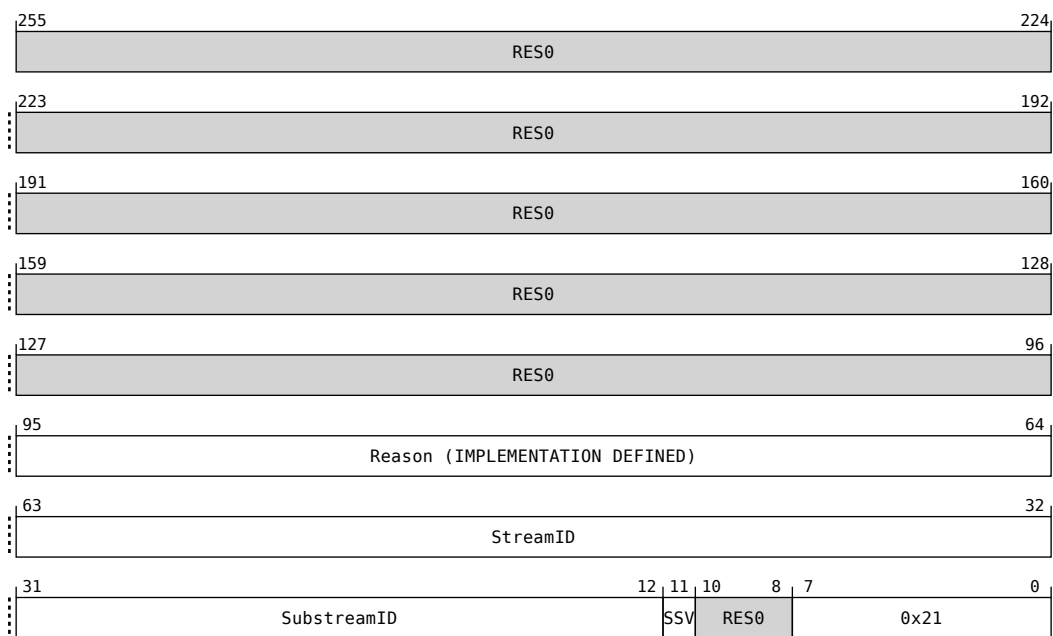 255 224
RES0
223 192
RES0
191 160
RES0
159 128
RES0
127 96
RES0
95 64
Reason (IMPLEMENTATION DEFINED)
63 32
StreamID
31 12 11 10 8 7 0
SubstreamID SSV RES0 0x21